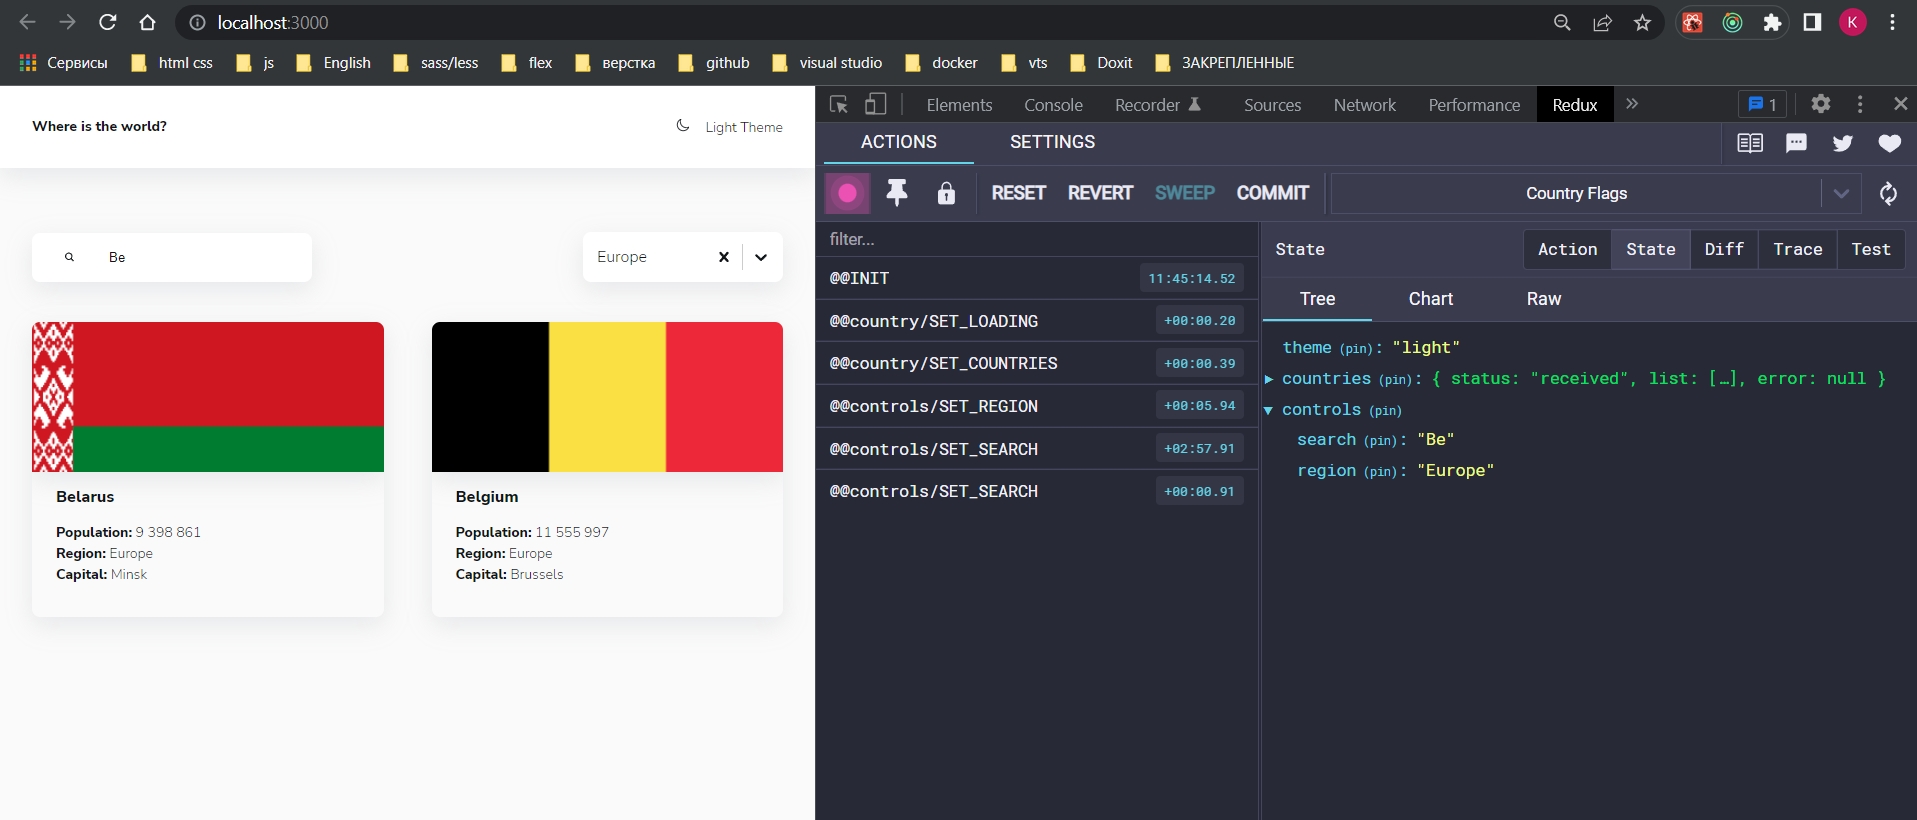 localhost:3000
K
Сервисы html css js English sass/less flex верстка github visual studio docker vts Doxit ЗАКРЕПЛЕННЫЕ
Where is the world?
Light Theme
Be
Europe
Belarus
Population: 9 398 861
Region: Europe
Capital: Minsk
Belgium
Population: 11 555 997
Region: Europe
Capital: Brussels
Elements Console Recorder Sources Network Performance Redux » 1
ACTIONS SETTINGS
RESET REVERT SWEEP COMMIT Country Flags
filter...
@@INIT 11:45:14.52
@@country/SET_LOADING +00:00.20
@@country/SET_COUNTRIES +00:00.39
@@controls/SET_REGION +00:05.94
@@controls/SET_SEARCH +02:57.91
@@controls/SET_SEARCH +00:00.91
State Action State Diff Trace Test
Tree Chart Raw
theme (pin): "light"
countries (pin): { status: "received", list: […], error: null }
controls (pin)
search (pin): "Be"
region (pin): "Europe"